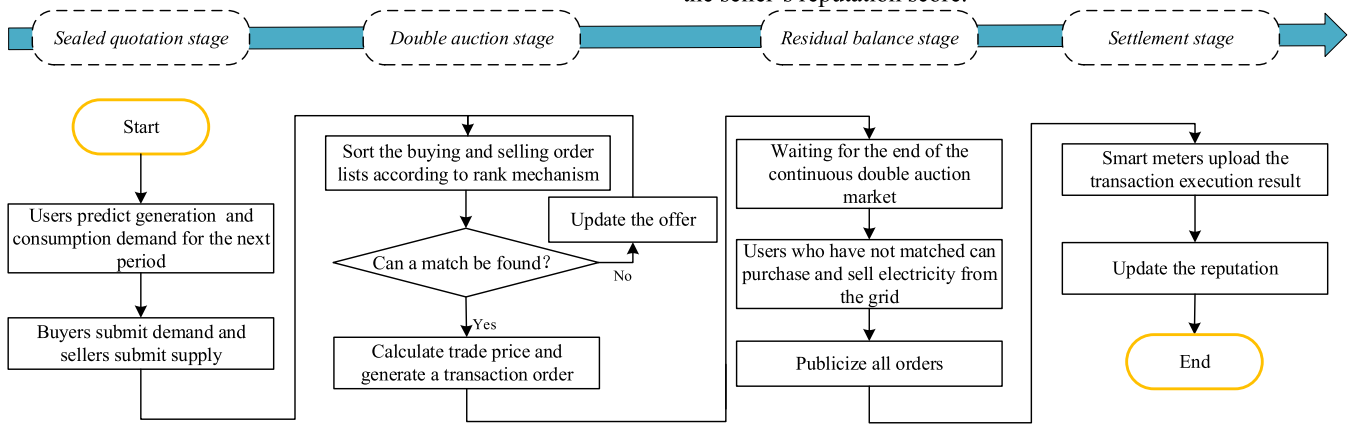 the seller's reputation score.
Sealed quotation stage
Double auction stage
Residual balance stage
Settlement stage
Start
Users predict generation and
consumption demand for the next
period
Buyers submit demand and
sellers submit supply
Sort the buying and selling order
lists according to rank mechanism
Update the offer
Can a match be found?
No
Yes
Calculate trade price and
generate a transaction order
Waiting for the end of the
continuous double auction
market
Users who have not matched can
purchase and sell electricity from
the grid
Publicize all orders
Smart meters upload the
transaction execution result
Update the reputation
End